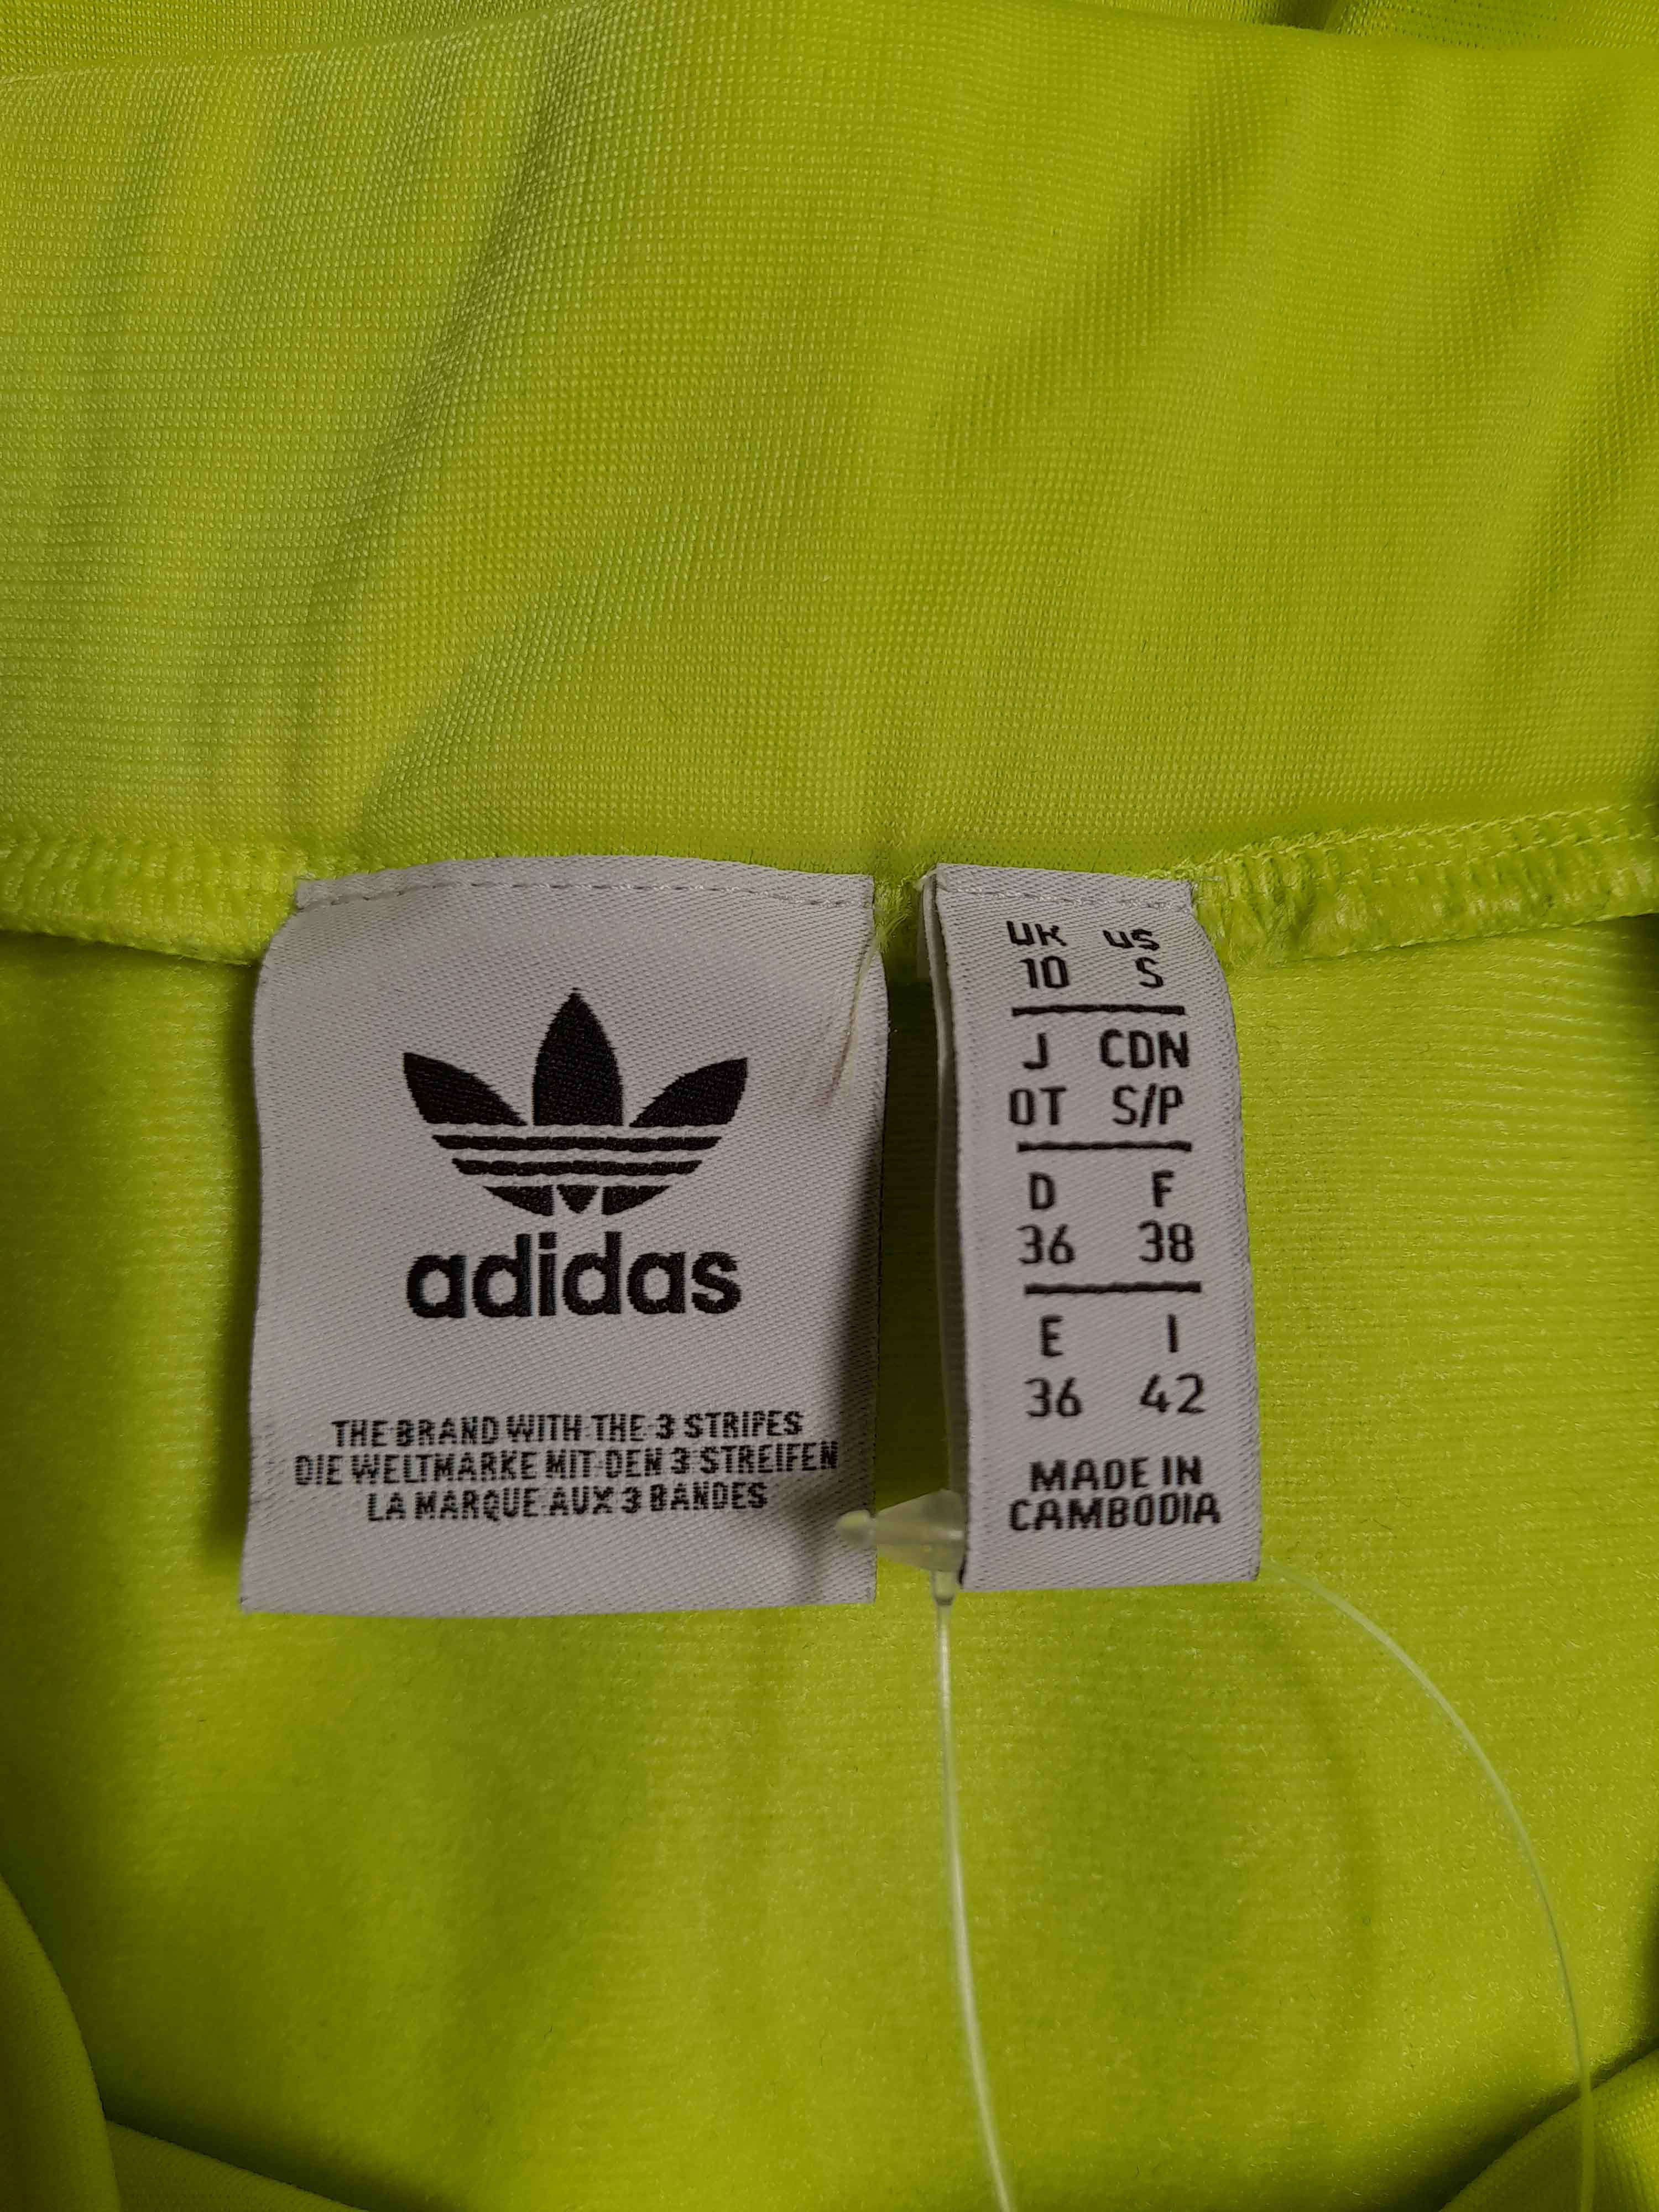 adidas
THE BRAND WITH THE 3 STRIPES
DIE WELTMARKE MIT DEN 3 STREIFEN
LA MARQUE AUX 3 BANDES
UK US
10 S
J CDN
OT S/P
D F
36 38
E I
36 42
MADE IN
CAMBODIA